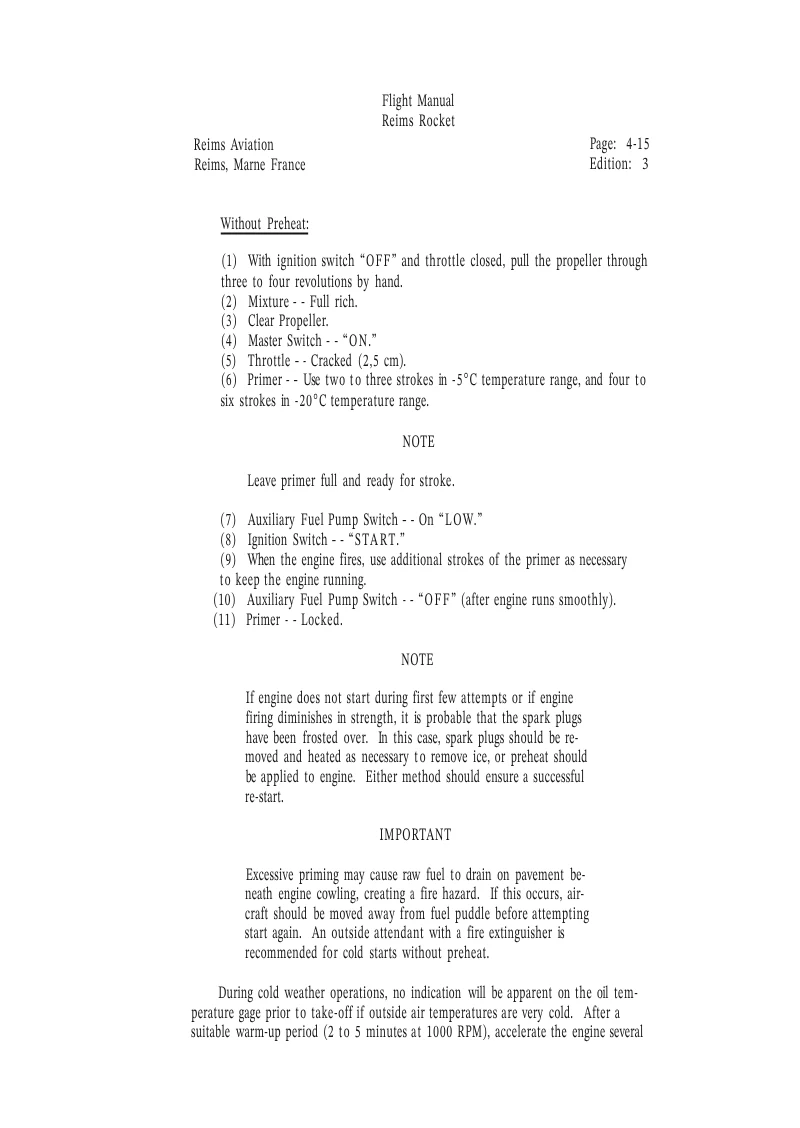 Flight Manual
Reims Rocket
Reims Aviation
Page: 4-15
Reims, Marne France
Edition: 3
Without Preheat:
(1) With ignition switch “OFF” and throttle closed, pull the propeller through
three to four revolutions by hand.
(2) Mixture - - Full rich.
(3) Clear Propeller.
(4) Master Switch - - “ON.”
(5) Throttle - - Cracked (2,5 cm).
(6) Primer - - Use two to three strokes in -5°C temperature range, and four to
six strokes in -20°C temperature range.
NOTE
Leave primer full and ready for stroke.
(7) Auxiliary Fuel Pump Switch - - On “LOW.”
(8) Ignition Switch - - “START.”
(9) When the engine fires, use additional strokes of the primer as necessary
to keep the engine running.
(10) Auxiliary Fuel Pump Switch - - “OFF” (after engine runs smoothly).
(11) Primer - - Locked.
NOTE
If engine does not start during first few attempts or if engine
firing diminishes in strength, it is probable that the spark plugs
have been frosted over. In this case, spark plugs should be re-
moved and heated as necessary to remove ice, or preheat should
be applied to engine. Either method should ensure a successful
re-start.
IMPORTANT
Excessive priming may cause raw fuel to drain on pavement be-
neath engine cowling, creating a fire hazard. If this occurs, air-
craft should be moved away from fuel puddle before attempting
start again. An outside attendant with a fire extinguisher is
recommended for cold starts without preheat.
During cold weather operations, no indication will be apparent on the oil tem-
perature gage prior to take-off if outside air temperatures are very cold. After a
suitable warm-up period (2 to 5 minutes at 1000 RPM), accelerate the engine several